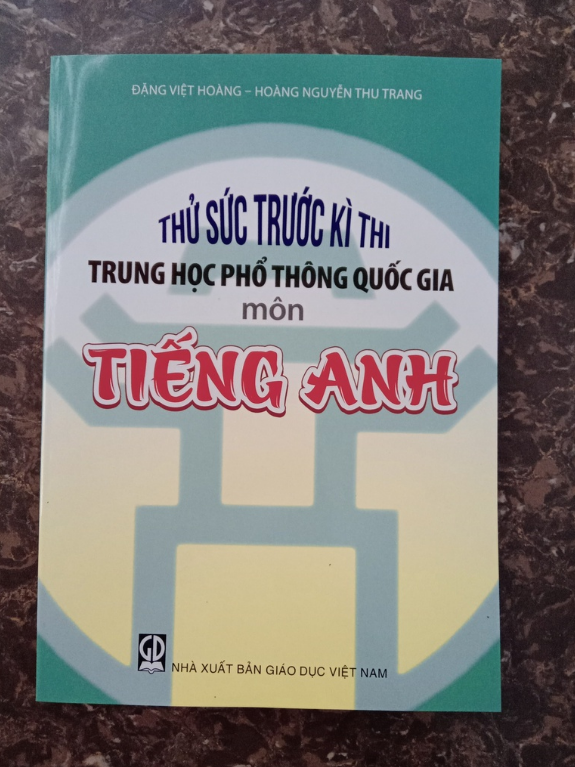 ĐẶNG VIỆT HOÀNG – HOÀNG NGUYỄN THU TRANG
THỬ SỨC TRƯỚC KÌ THI
TRUNG HỌC PHỔ THÔNG QUỐC GIA
môn
TIẾNG ANH
GD
NHÀ XUẤT BẢN GIÁO DỤC VIỆT NAM